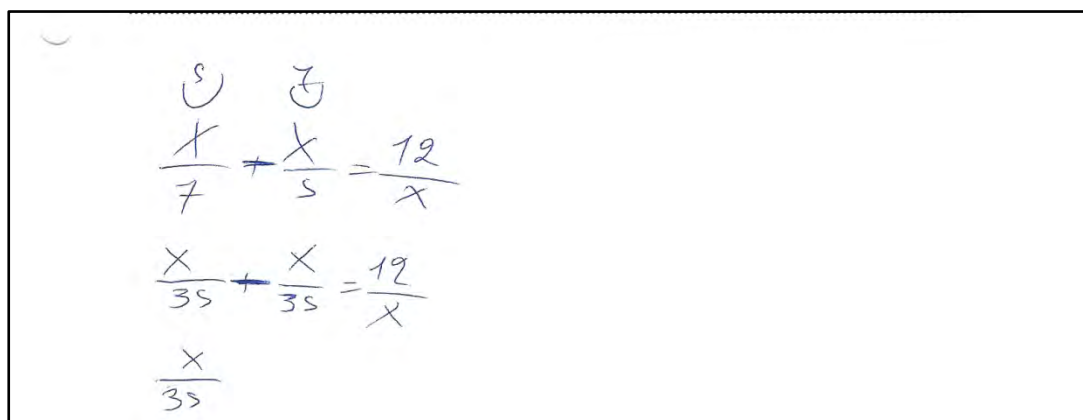 5 7
x/7 + x/5 = 12/x
x/35 + x/35 = 12/x
x/35